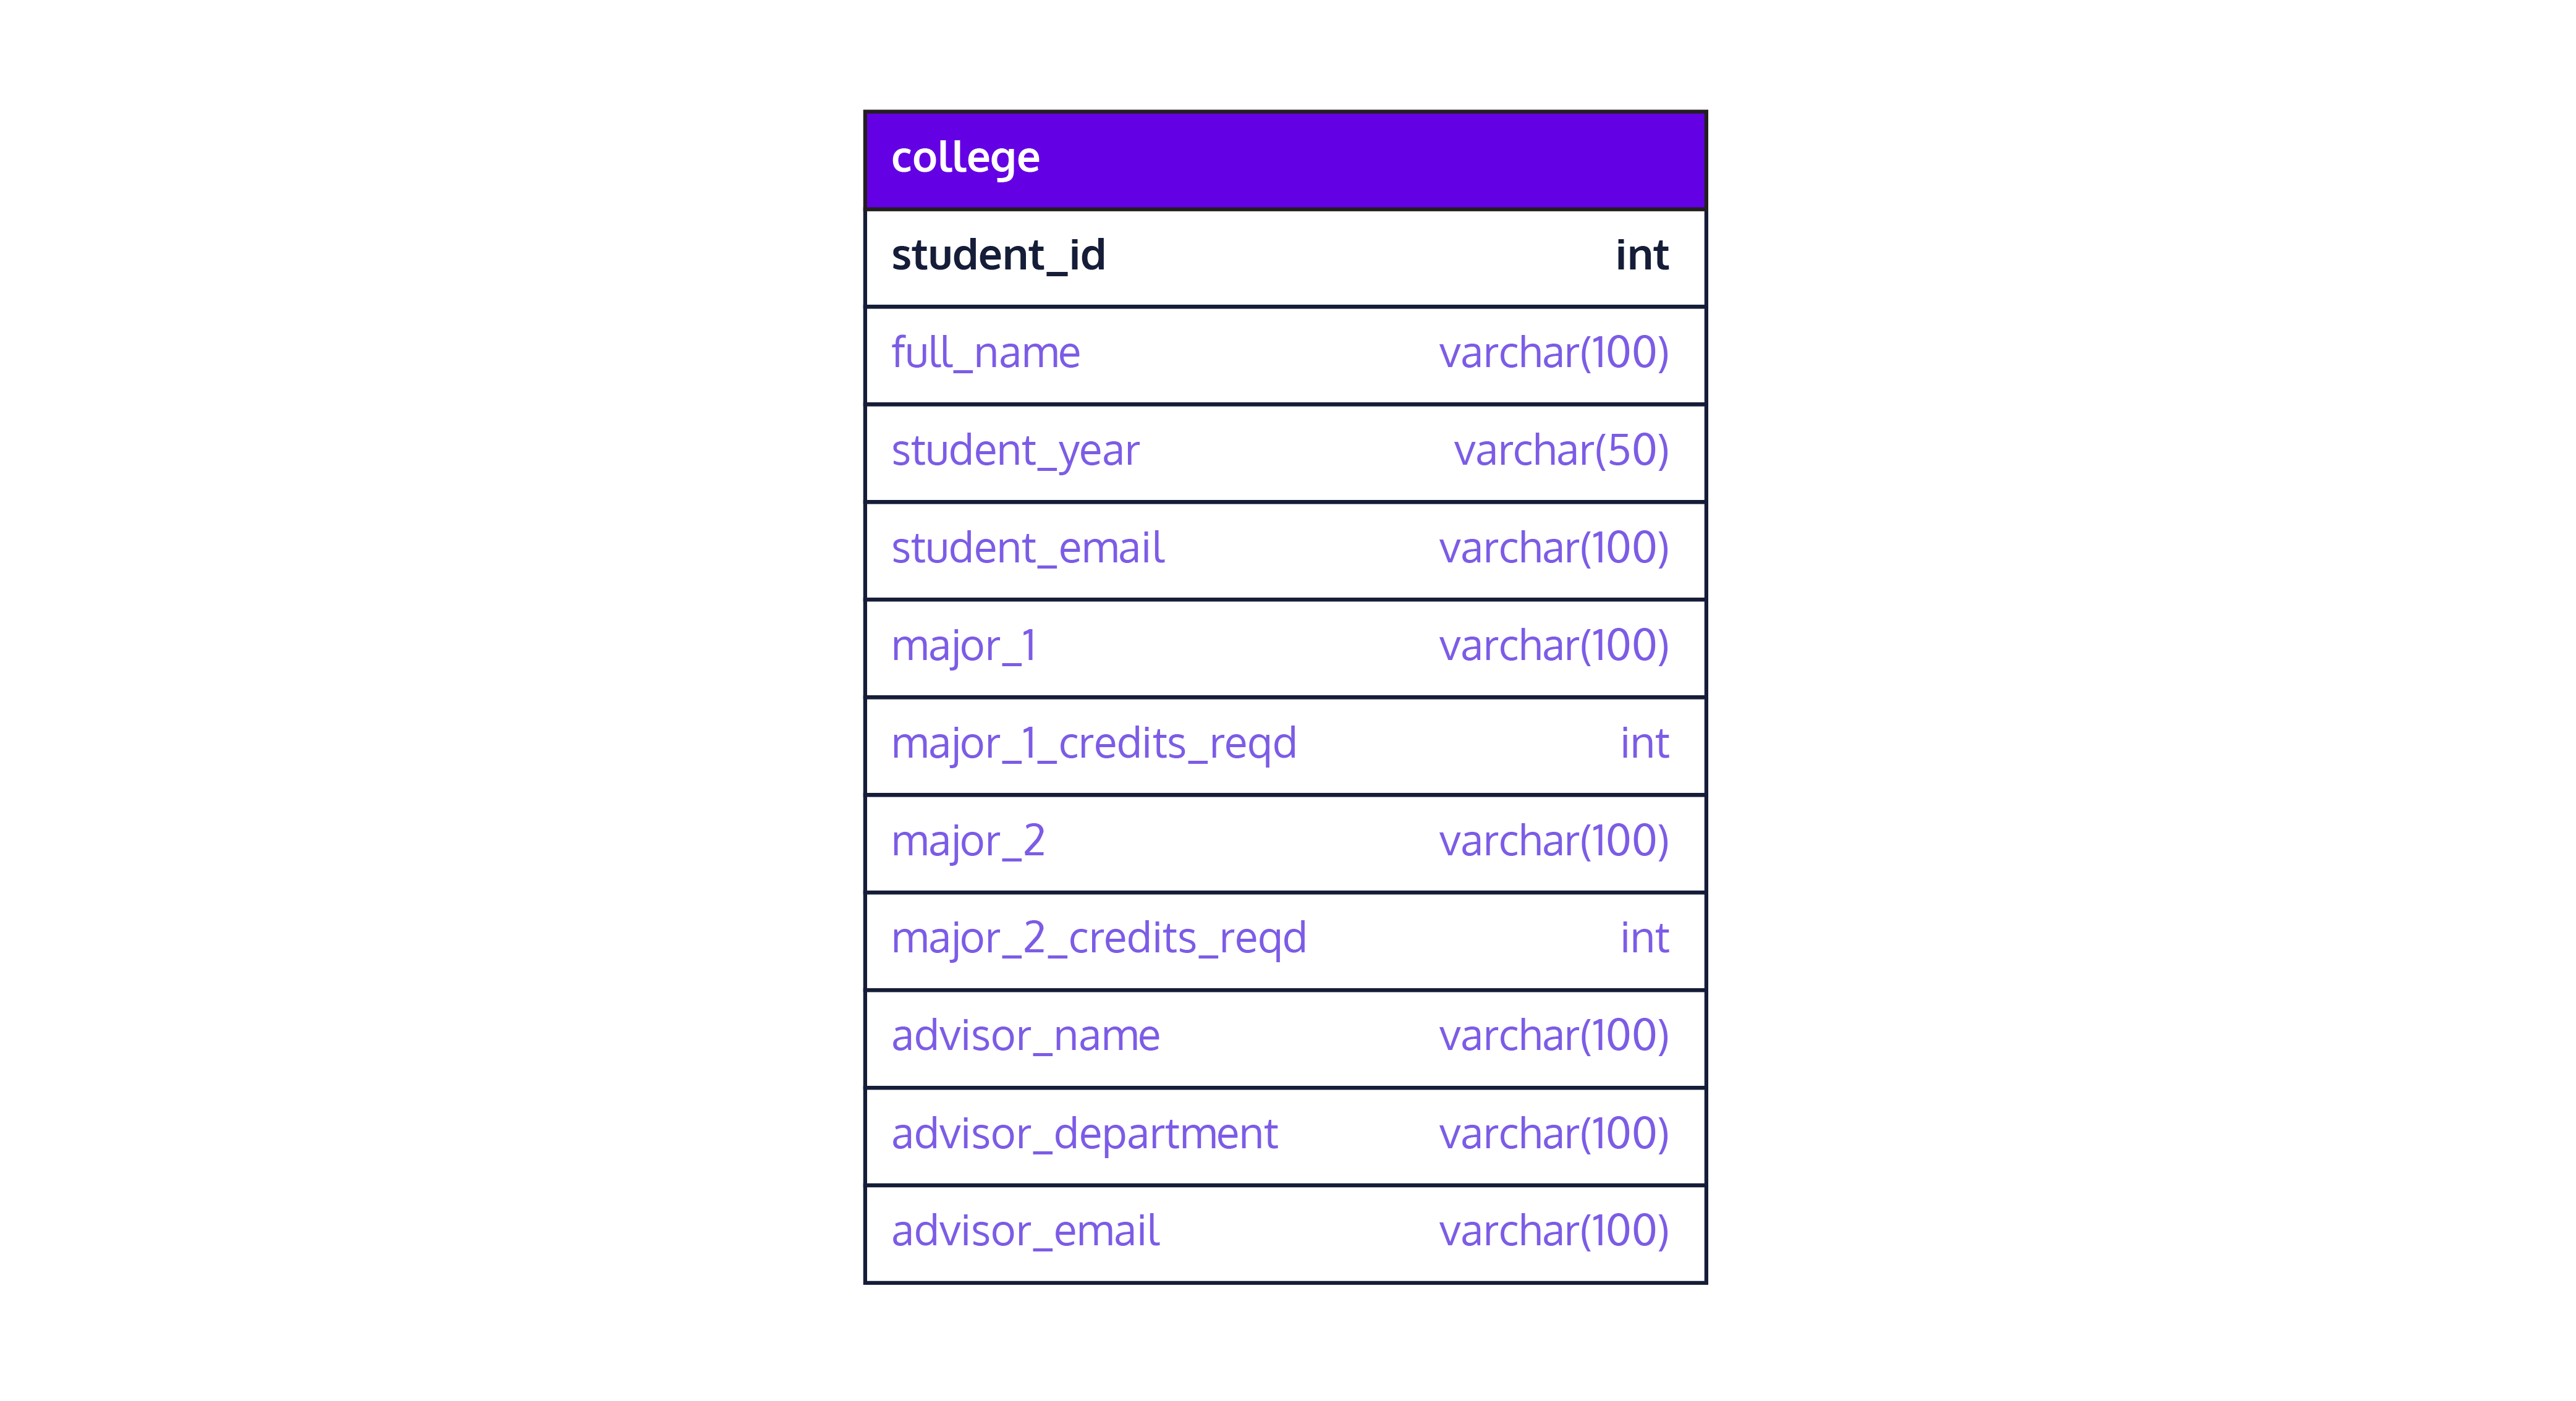 college
student_id int
full_name varchar(100)
student_year varchar(50)
student_email varchar(100)
major_1 varchar(100)
major_1_credits_reqd int
major_2 varchar(100)
major_2_credits_reqd int
advisor_name varchar(100)
advisor_department varchar(100)
advisor_email varchar(100)